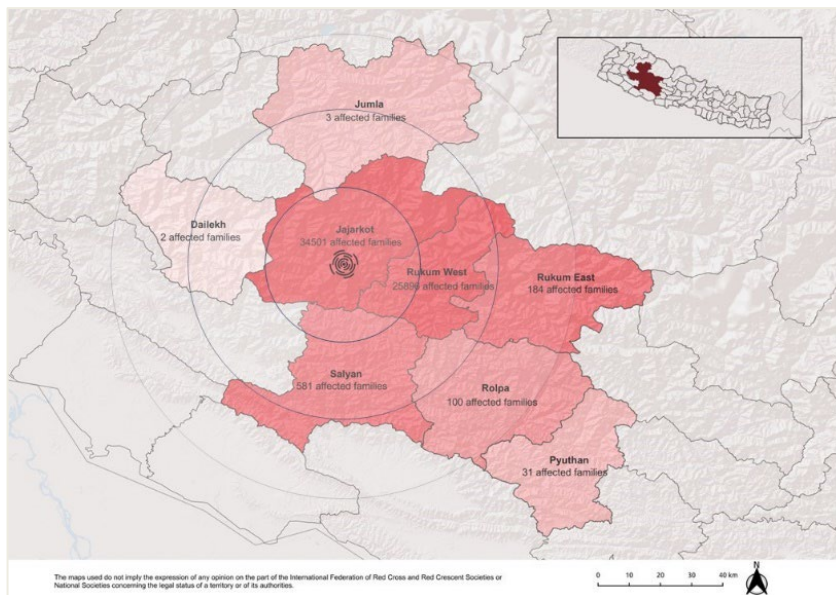 Jumla
3 affected families
Dailekh
2 affected families
Jajarkot
34501 affected families
Rukum West
affected families
Rukum East
184 affected families
Salyan
581 affected families
Rolpa
100 affected families
Pyuthan
31 affected families
The maps used do not imply the expression of any opinion on the part of the International Federation of Red Cross and Red Crescent Societies or
National Societies concerning the legal status of a territory or of its authorities.
0 10 20 30 40 km
N